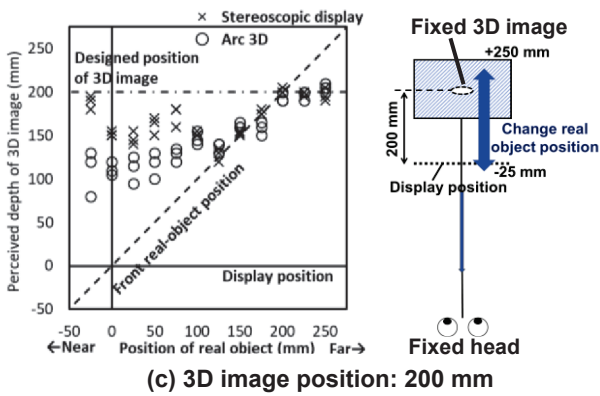 × Stereoscopic display
○ Arc 3D
Perceived depth of 3D image (mm)
250
200
150
100
50
0
-50
Designed position
of 3D image
Front real-object position
Display position
-50 0 50 100 150 200 250
←Near Position of real object (mm) Far→
Fixed 3D image
+250 mm
200 mm
Change real
object position
-25 mm
Display position
Fixed head
(c) 3D image position: 200 mm